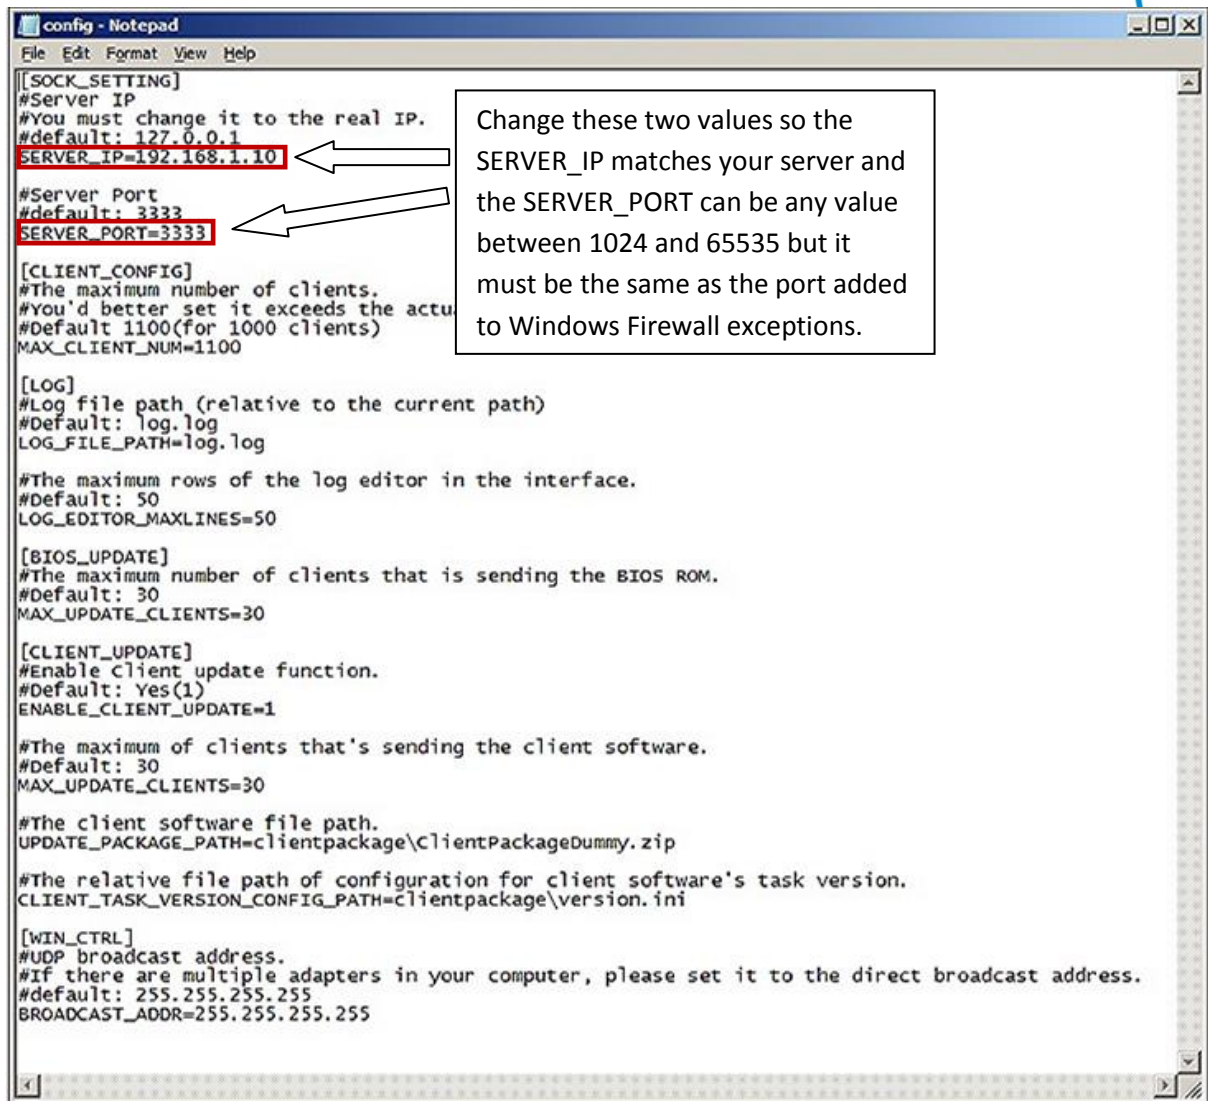 config - Notepad
File Edit Format View Help
[SOCK_SETTING]
#Server IP
#You must change it to the real IP.
#default: 127.0.0.1
SERVER_IP=192.168.1.10
#Server Port
#default: 3333
SERVER_PORT=3333
Change these two values so the
SERVER_IP matches your server and
the SERVER_PORT can be any value
between 1024 and 65535 but it
must be the same as the port added
to Windows Firewall exceptions.
[CLIENT_CONFIG]
#The maximum number of clients.
#You'd better set it exceeds the actu
#Default 1100(for 1000 clients)
MAX_CLIENT_NUM=1100
[LOG]
#Log file path (relative to the current path)
#Default: log.log
LOG_FILE_PATH=log.log
#The maximum rows of the log editor in the interface.
#Default: 50
LOG_EDITOR_MAXLINES=50
[BIOS_UPDATE]
#The maximum number of clients that is sending the BIOS ROM.
#Default: 30
MAX_UPDATE_CLIENTS=30
[CLIENT_UPDATE]
#Enable Client update function.
#Default: Yes(1)
ENABLE_CLIENT_UPDATE=1
#The maximum of clients that's sending the client software.
#Default: 30
MAX_UPDATE_CLIENTS=30
#The client software file path.
UPDATE_PACKAGE_PATH=clientpackage\ClientPackageDummy.zip
#The relative file path of configuration for client software's task version.
CLIENT_TASK_VERSION_CONFIG_PATH=clientpackage\version.ini
[WIN_CTRL]
#UDP broadcast address.
#If there are multiple adapters in your computer, please set it to the direct broadcast address.
#default: 255.255.255.255
BROADCAST_ADDR=255.255.255.255